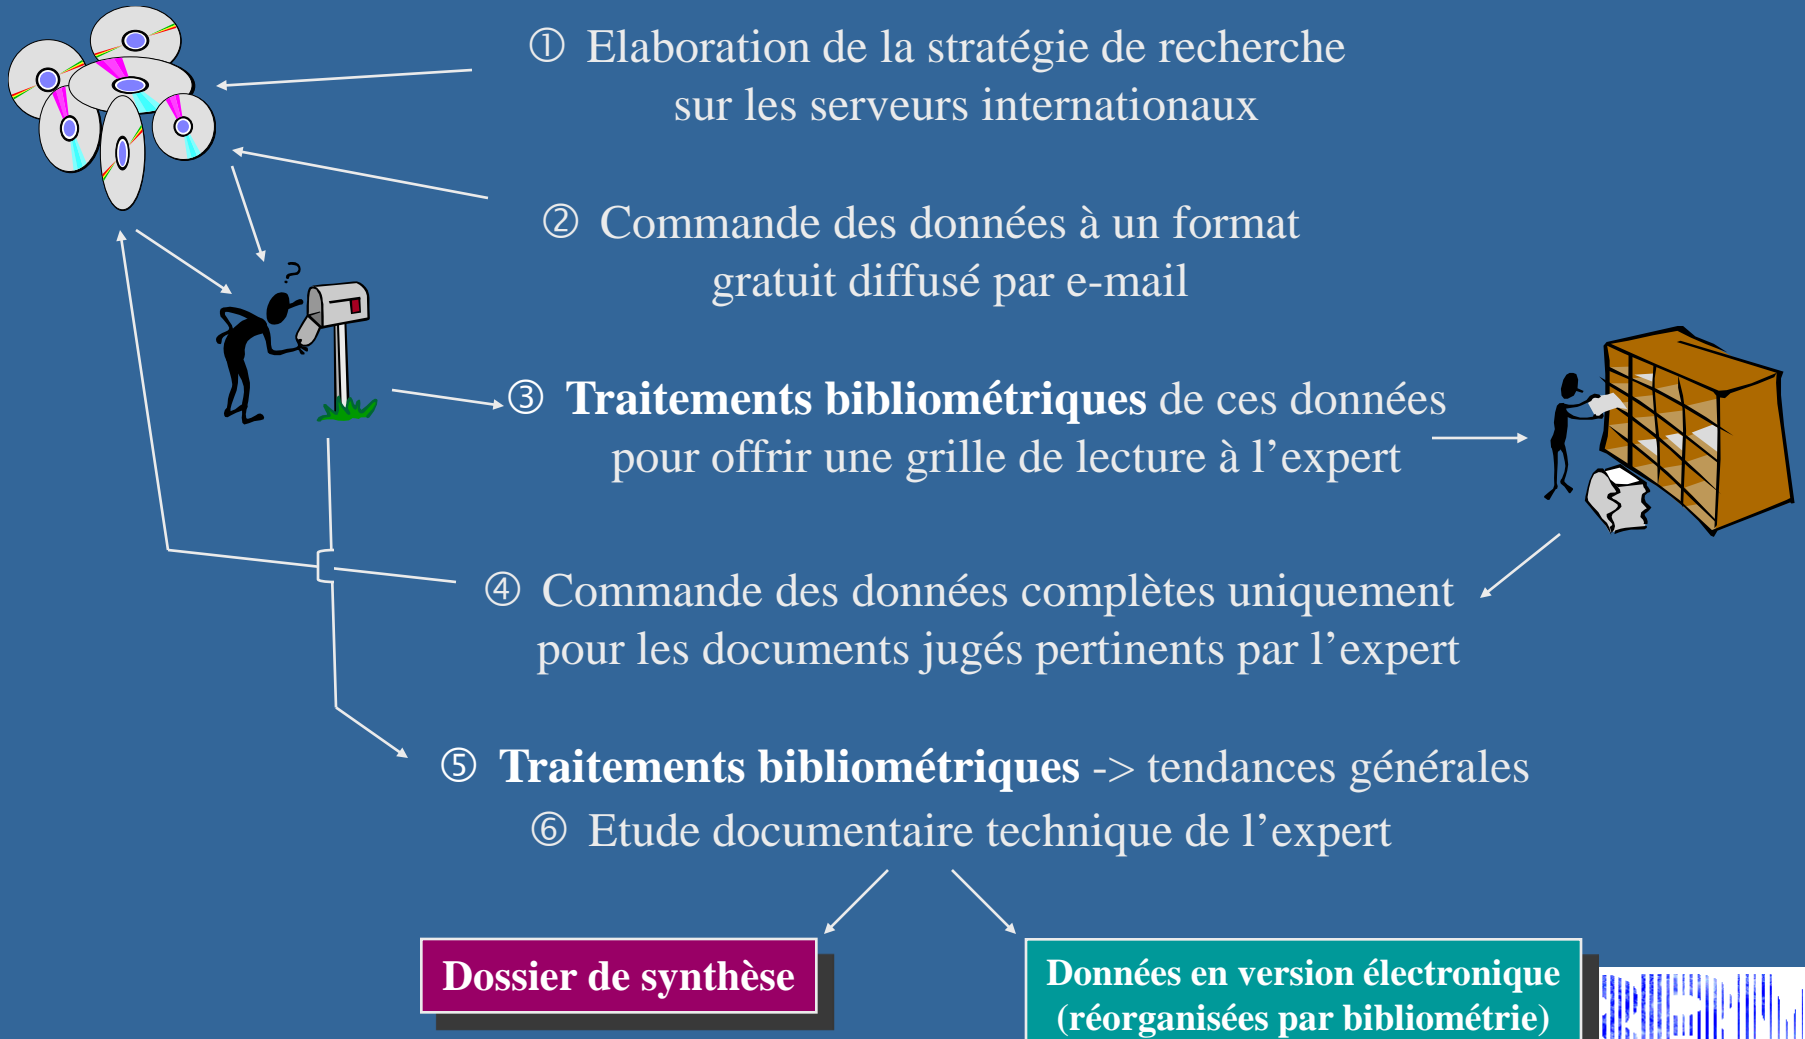 ① Elaboration de la stratégie de recherche
sur les serveurs internationaux
② Commande des données à un format
gratuit diffusé par e-mail
?
③ Traitements bibliométriques de ces données
pour offrir une grille de lecture à l’expert
④ Commande des données complètes uniquement
pour les documents jugés pertinents par l’expert
⑤ Traitements bibliométriques -> tendances générales
⑥ Etude documentaire technique de l’expert
Dossier de synthèse
Données en version électronique
(réorganisées par bibliométrie)